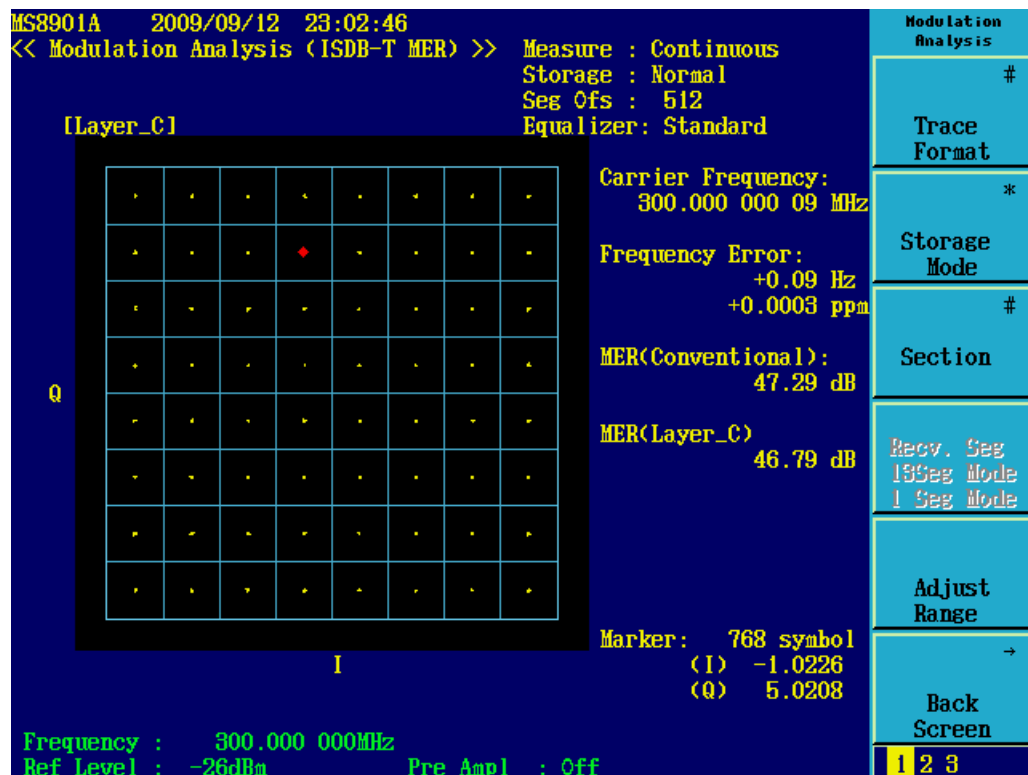 MS8901A 2009/09/12 23:02:46
<< Modulation Analysis (ISDB-T MER) >>
Measure : Continuous
Storage : Normal
Seg Ofs : 512
Equalizer: Standard
[Layer_C]
Q
I
Carrier Frequency:
300.000 000 09 MHz
Frequency Error:
+0.09 Hz
+0.0003 ppm
MER(Conventional):
47.29 dB
MER(Layer_C)
46.79 dB
Marker: 768 symbol
(I) -1.0226
(Q) 5.0208
Frequency : 300.000 000MHz
Ref Level : -26dBm Pre Ampl : Off
Modulation
Analysis
#
Trace
Format
*
Storage
Mode
#
Section
Recv. Seg
13Seg Mode
1 Seg Mode
Adjust
Range
→
Back
Screen
1 2 3